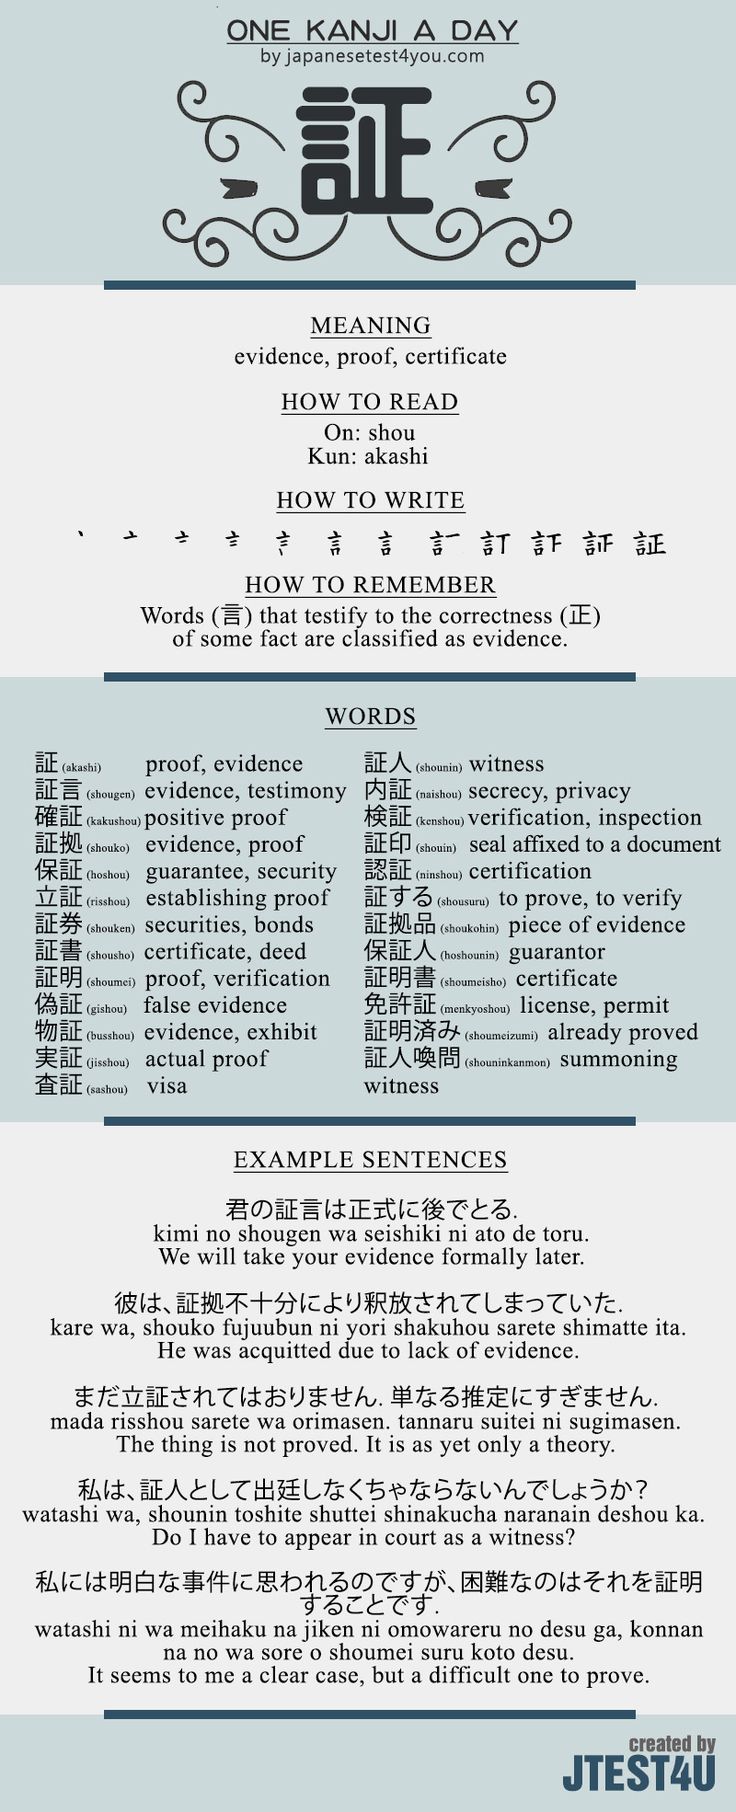 ONE KANJI A DAY
by japanesetest4you.com
証
MEANING
evidence, proof, certificate
HOW TO READ
On: shou
Kun: akashi
HOW TO WRITE
証
HOW TO REMEMBER
Words (言) that testify to the correctness (正)
of some fact are classified as evidence.
WORDS
証 (akashi) proof, evidence
証言 (shougen) evidence, testimony
確証 (kakushou) positive proof
証拠 (shouko) evidence, proof
保証 (hoshou) guarantee, security
立証 (risshou) establishing proof
証券 (shouken) securities, bonds
証書 (shousho) certificate, deed
証明 (shoumei) proof, verification
偽証 (gishou) false evidence
物証 (busshou) evidence, exhibit
実証 (jisshou) actual proof
査証 (sashou) visa
証人 (shounin) witness
内証 (naishou) secrecy, privacy
検証 (kenshou) verification, inspection
証印 (shouin) seal affixed to a document
認証 (ninshou) certification
証する (shousuru) to prove, to verify
証拠品 (shoukohin) piece of evidence
保証人 (hoshounin) guarantor
証明書 (shoumeisho) certificate
免許証 (menkyoshou) license, permit
証明済み (shoumeizumi) already proved
証人喚問 (shouninkanmon) summoning
witness
EXAMPLE SENTENCES
君の証言は正式に後でとる.
kimi no shougen wa seishiki ni ato de toru.
We will take your evidence formally later.
彼は、証拠不十分により釈放されてしまっていた.
kare wa, shouko fujuubun ni yori shakuhou sarete shimatte ita.
He was acquitted due to lack of evidence.
まだ立証されてはおりません. 単なる推定にすぎません.
mada risshou sarete wa orimasen. tannaru suitei ni sugimasen.
The thing is not proved. It is as yet only a theory.
私は、証人として出廷しなくちゃならないんでしょうか？
watashi wa, shounin toshite shuttei shinakucha naranain deshou ka.
Do I have to appear in court as a witness?
私には明白な事件に思われるのですが、困難なのはそれを証明
することです.
watashi ni wa meihaku na jiken ni omowareru no desu ga, konnan
na no wa sore o shoumei suru koto desu.
It seems to me a clear case, but a difficult one to prove.
created by
JTEST4U